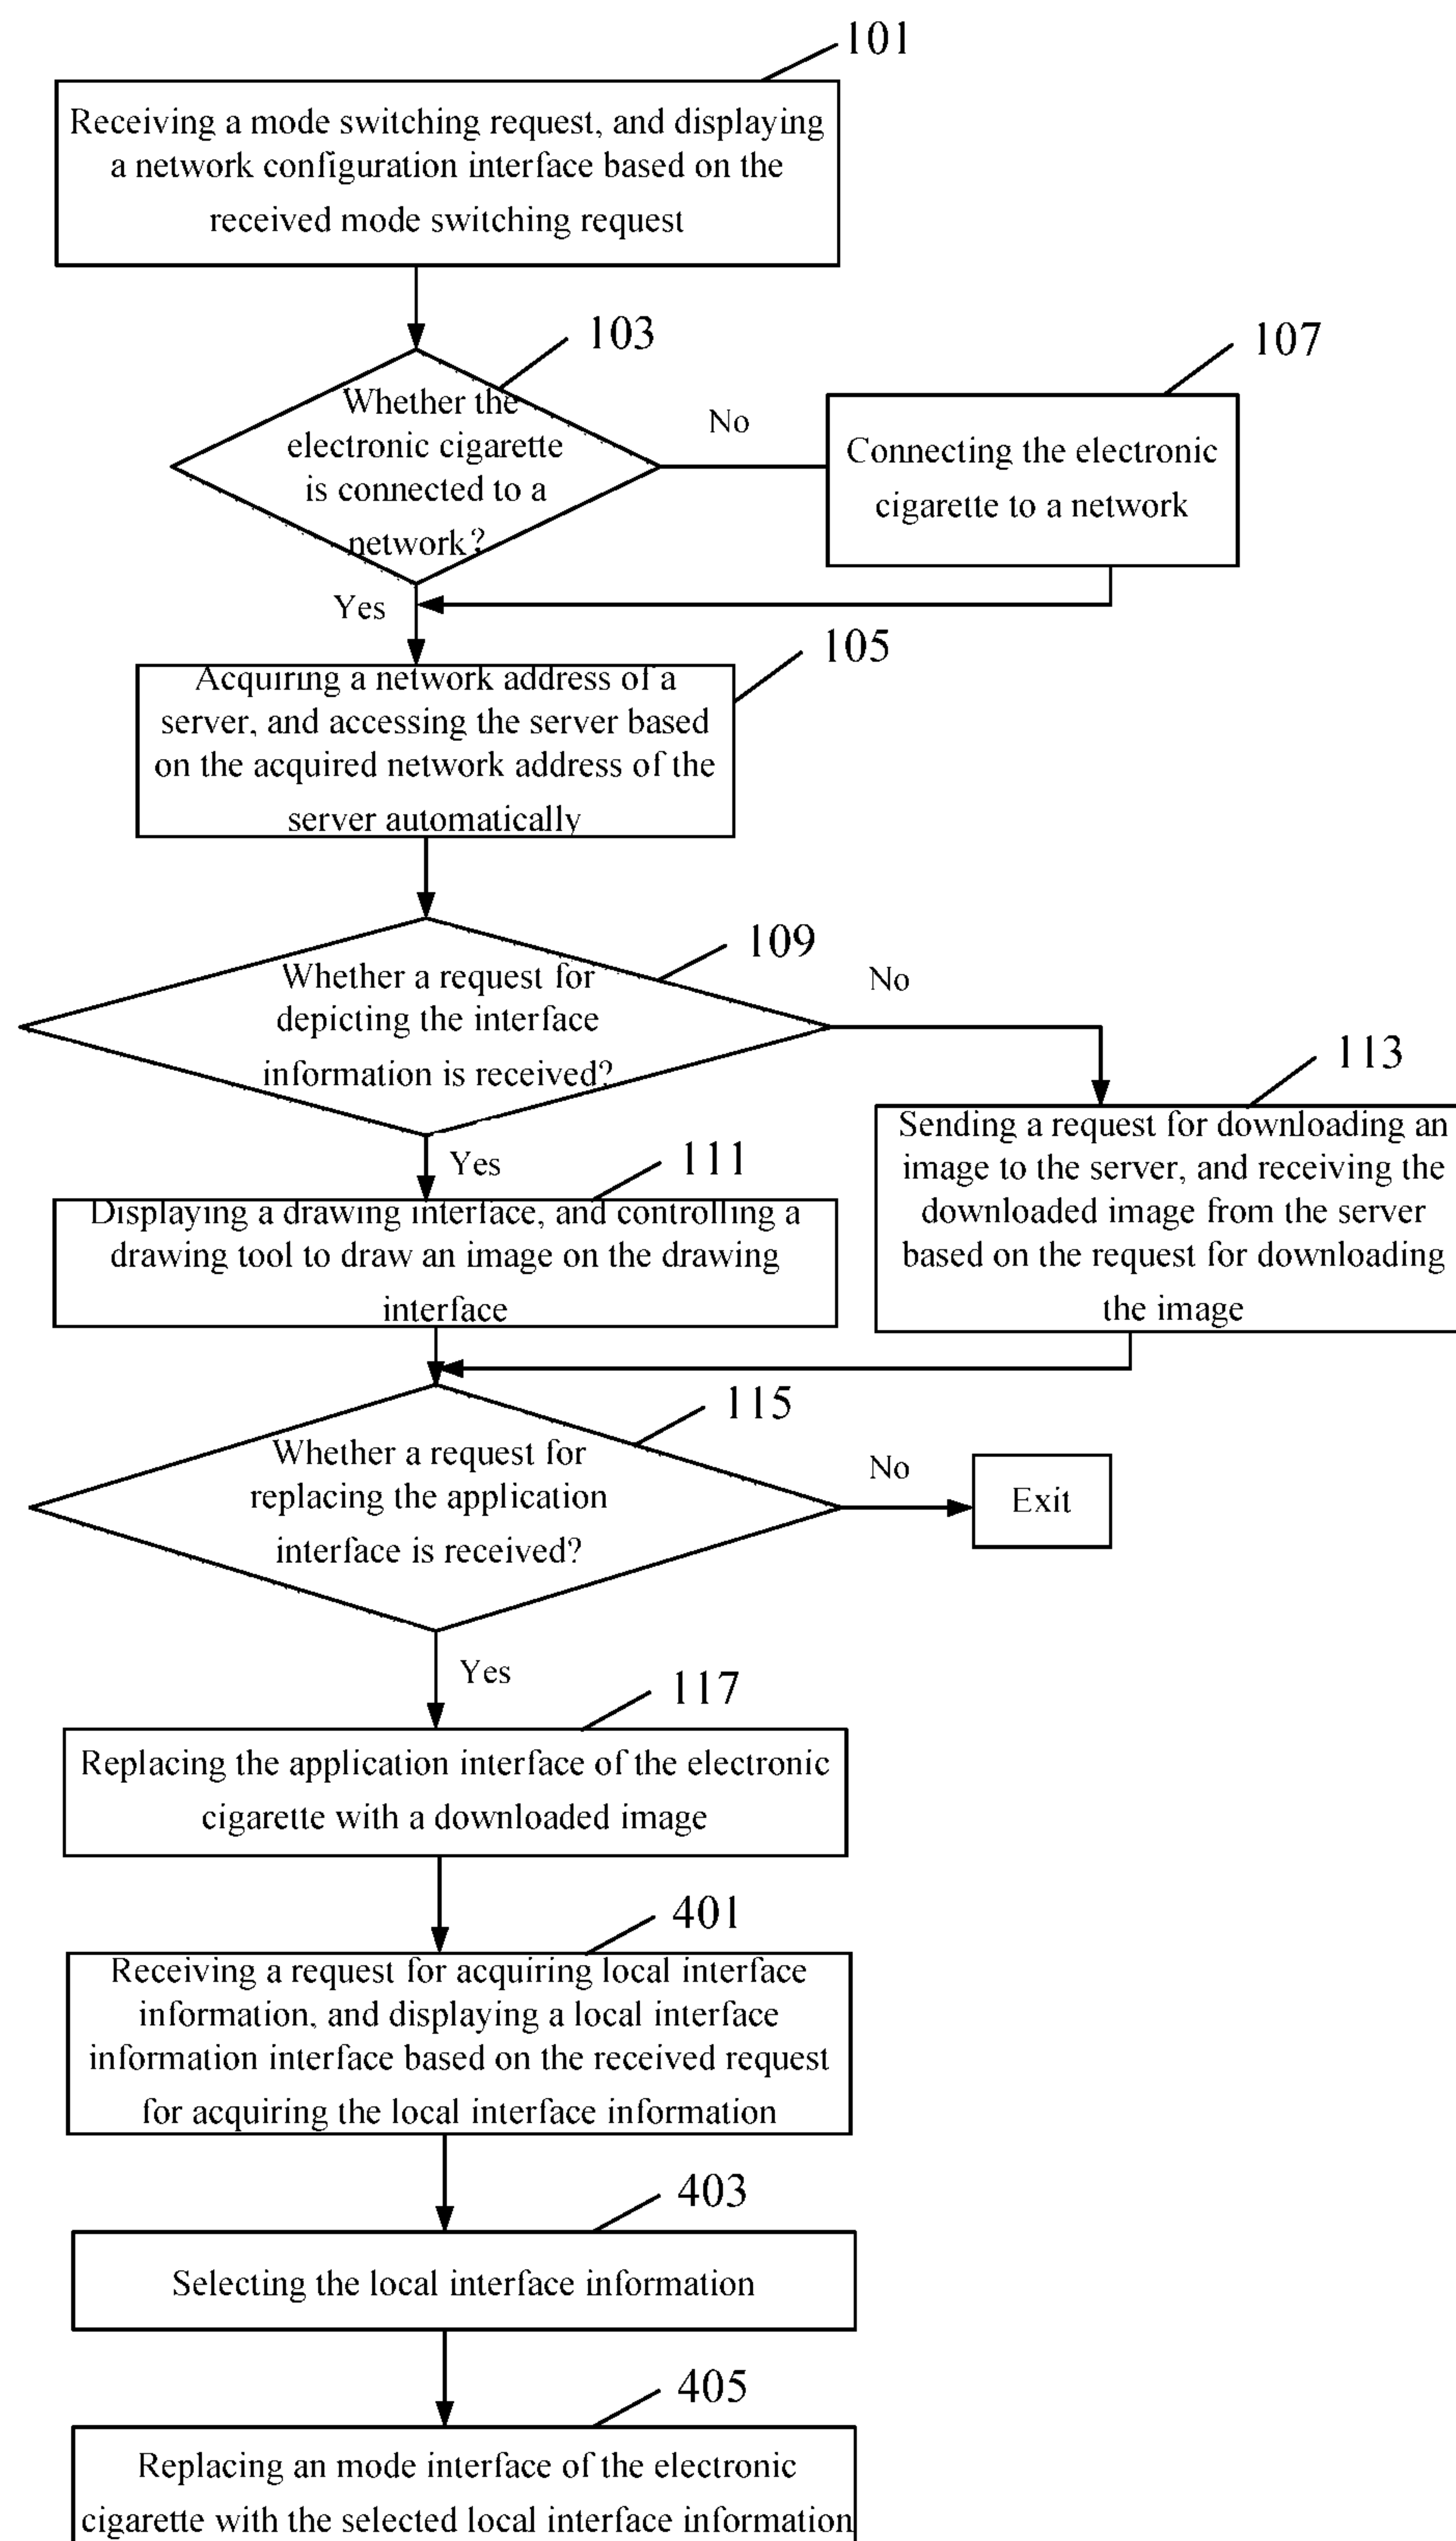 101
Receiving a mode switching request, and displaying
a network configuration interface based on the
received mode switching request
103
Whether the
electronic cigarette
is connected to a
network?
No
107
Connecting the electronic
cigarette to a network
Yes
105
Acquiring a network address of a
server, and accessing the server based
on the acquired network address of the
server automatically
109
Whether a request for
depicting the interface
information is received?
No
113
Sending a request for downloading an
image to the server, and receiving the
downloaded image from the server
based on the request for downloading
the image
Yes
111
Displaying a drawing interface, and controlling a
drawing tool to draw an image on the drawing
interface
115
Whether a request for
replacing the application
interface is received?
No
Exit
Yes
117
Replacing the application interface of the electronic
cigarette with a downloaded image
401
Receiving a request for acquiring local interface
information, and displaying a local interface
information interface based on the received request
for acquiring the local interface information
403
Selecting the local interface information
405
Replacing an mode interface of the electronic
cigarette with the selected local interface information